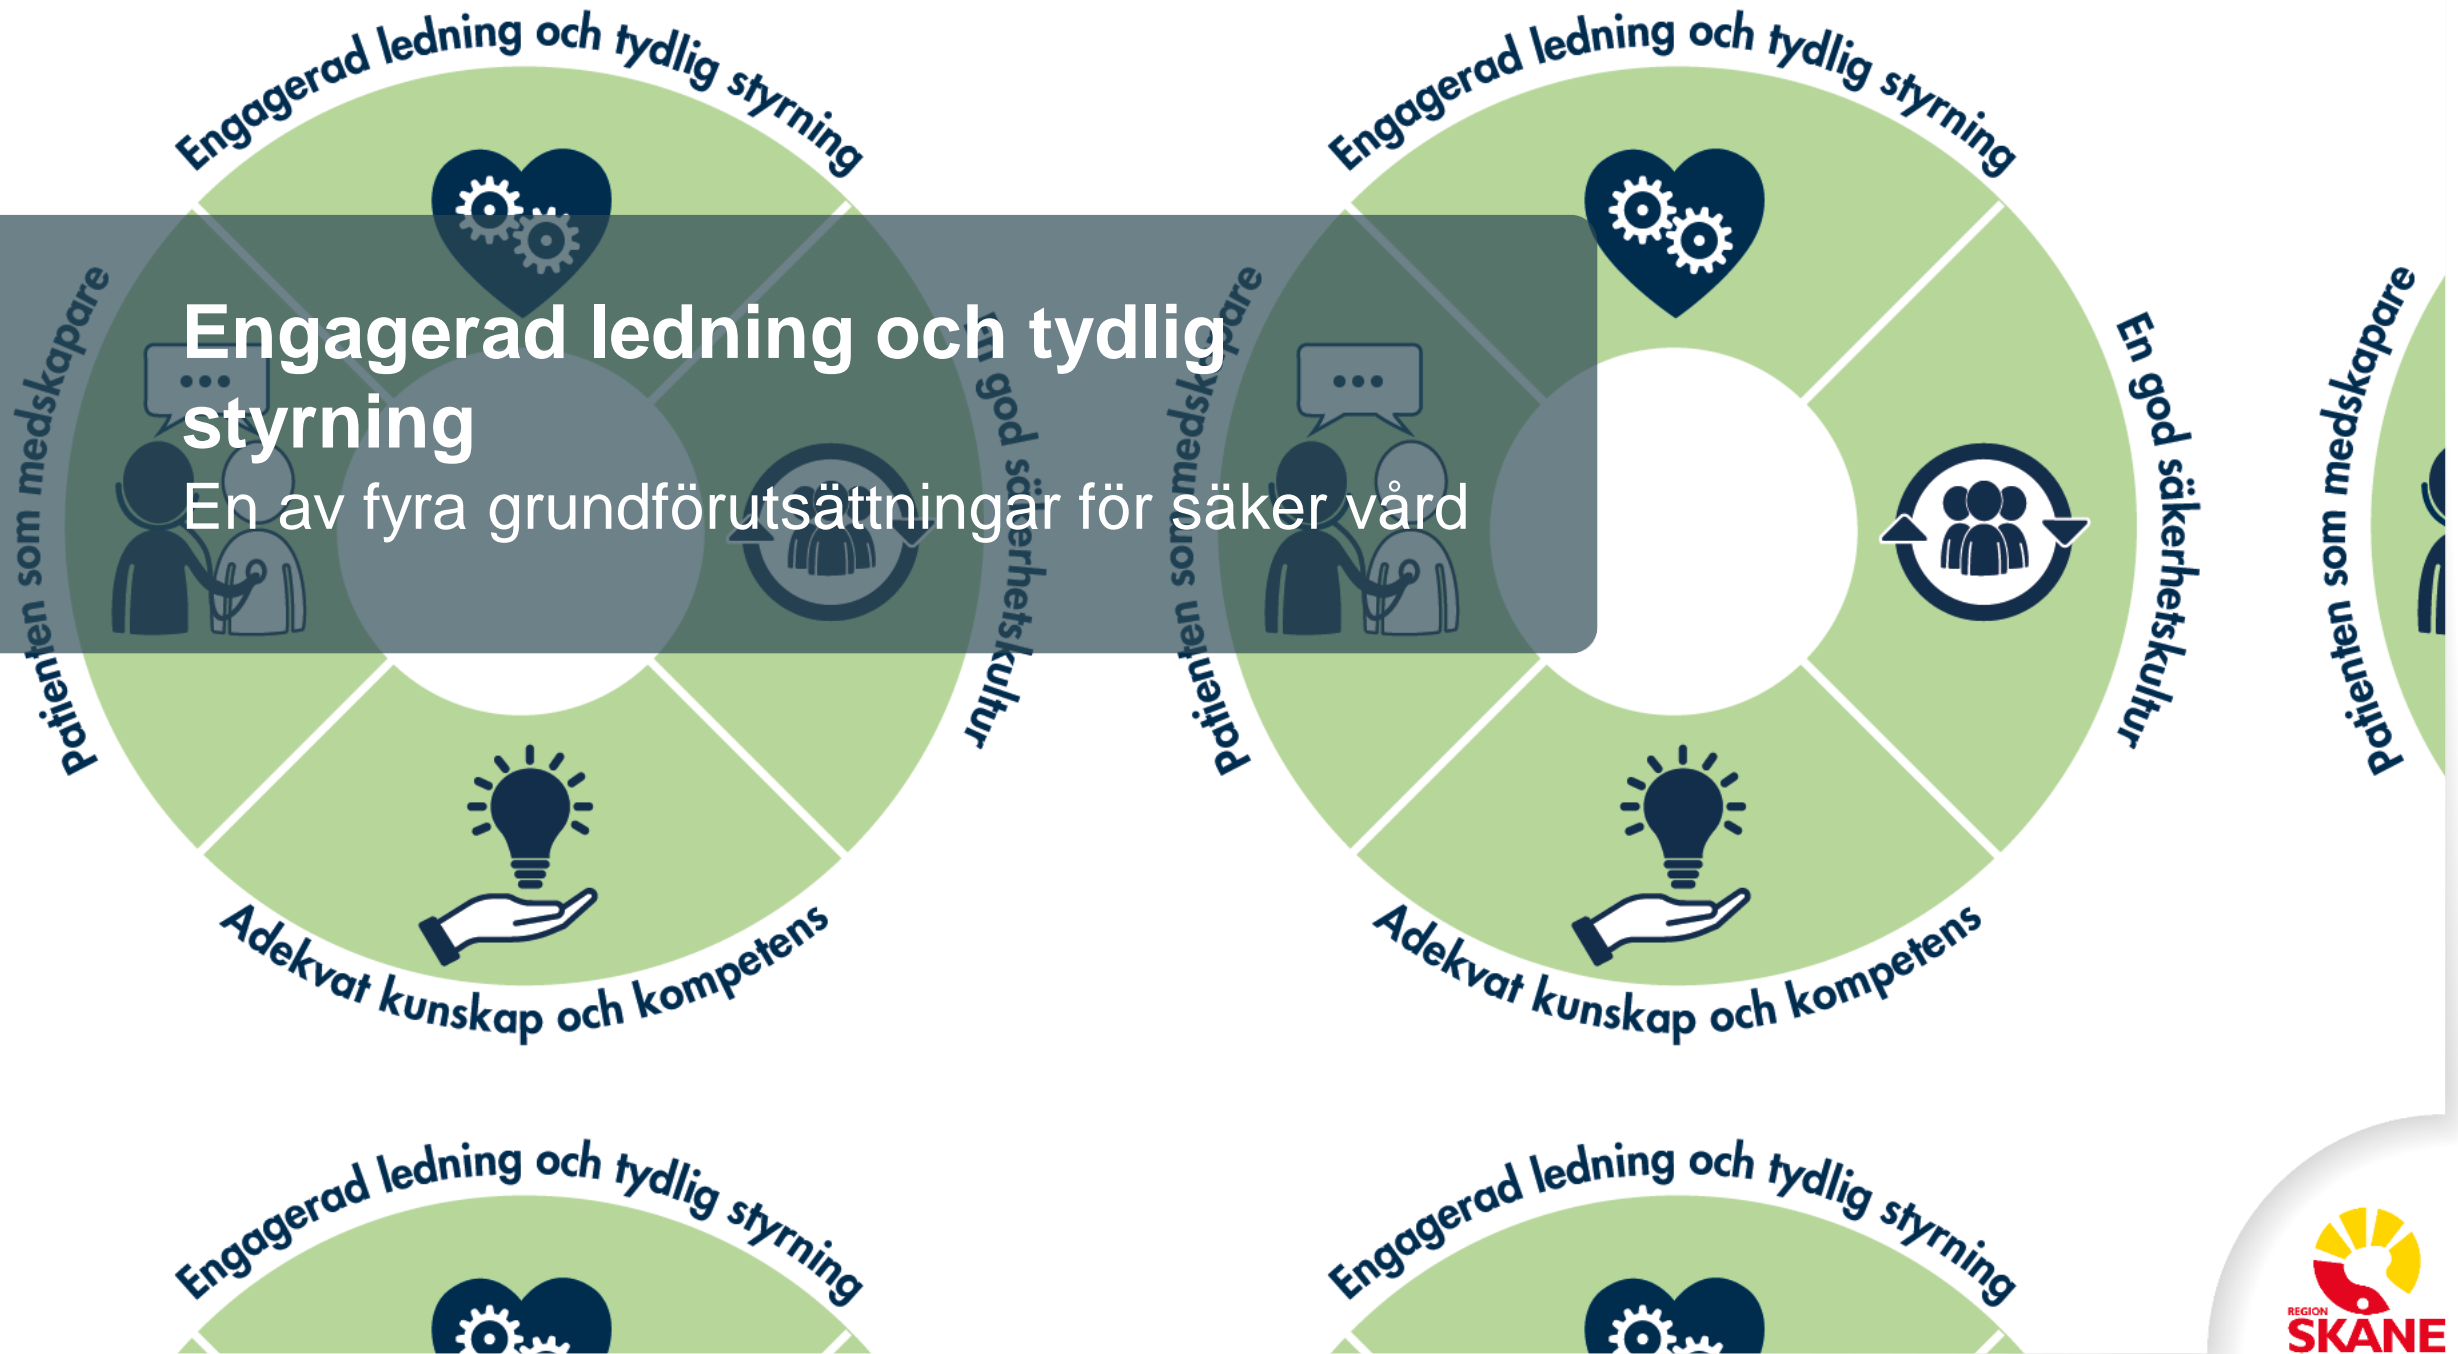 Engagerad ledning och tydlig styrning
Engagerad ledning och tydlig styrning
Engagerad ledning och tydlig
styrning
En av fyra grundförutsättningar för säker vård
Patienten som medskapare
En god säkerhetskultur
Patienten som medskapare
En god säkerhetskultur
Patienten som medskapare
Adekvat kunskap och kompetens
Adekvat kunskap och kompetens
Engagerad ledning och tydlig styrning
Engagerad ledning och tydlig styrning
REGION
SKÅNE